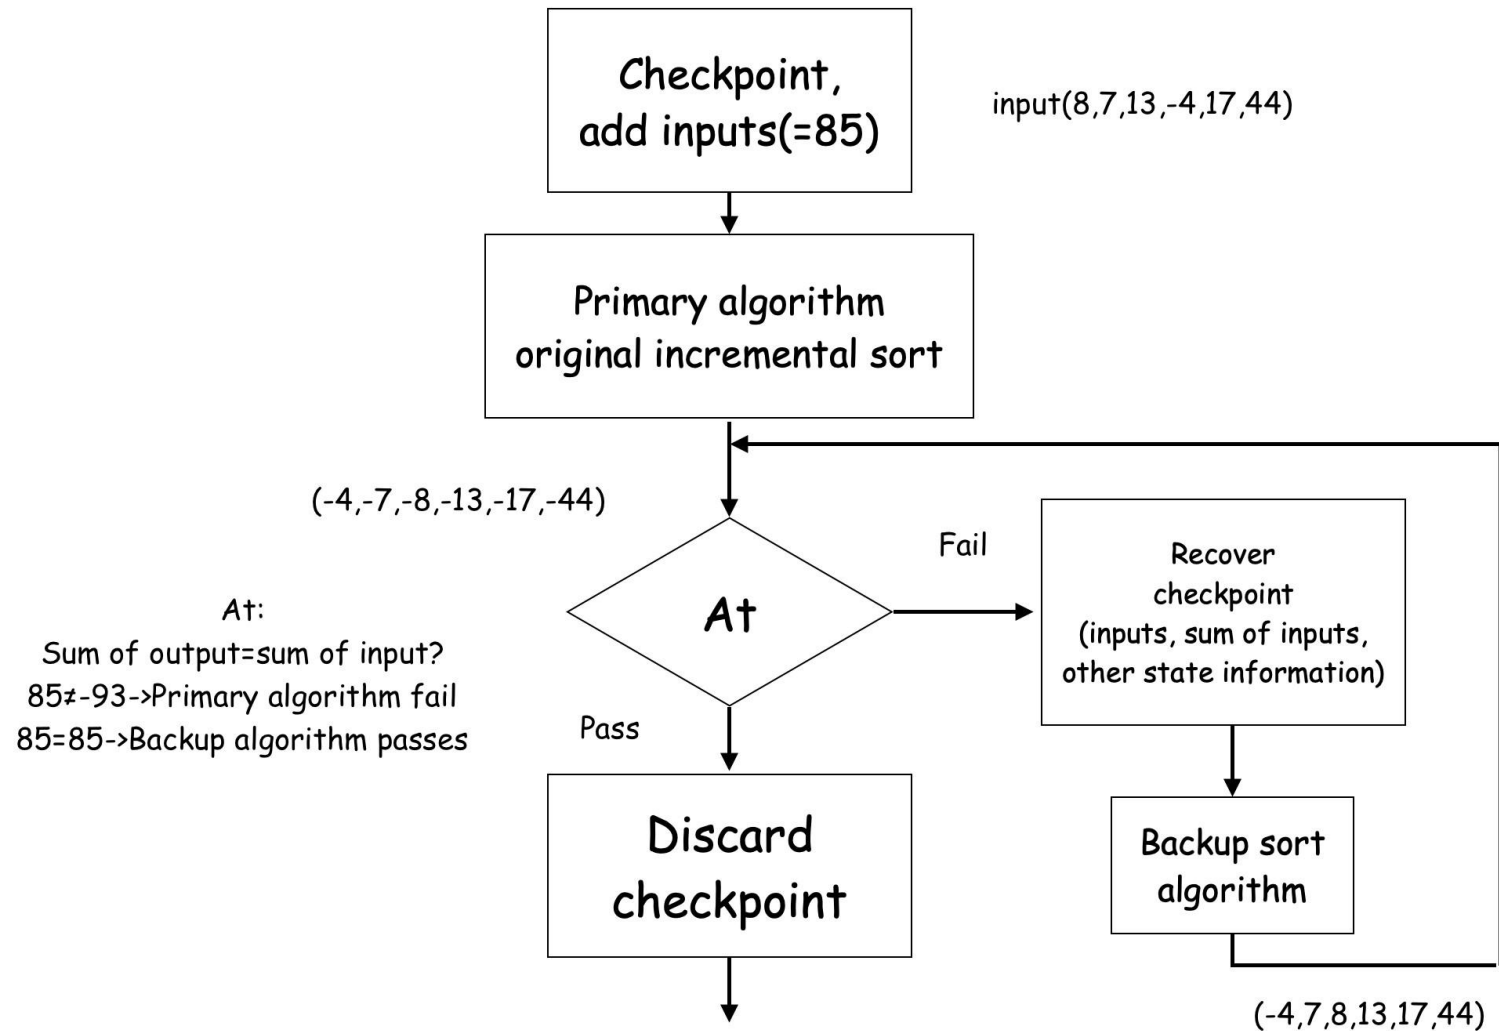 Checkpoint,
add inputs(=85)
input(8,7,13,-4,17,44)
Primary algorithm
original incremental sort
(-4,-7,-8,-13,-17,-44)
At
Fail
Recover
checkpoint
(inputs, sum of inputs,
other state information)
At:
Sum of output=sum of input?
85≠-93->Primary algorithm fail
85=85->Backup algorithm passes
Pass
Discard
checkpoint
Backup sort
algorithm
(-4,7,8,13,17,44)